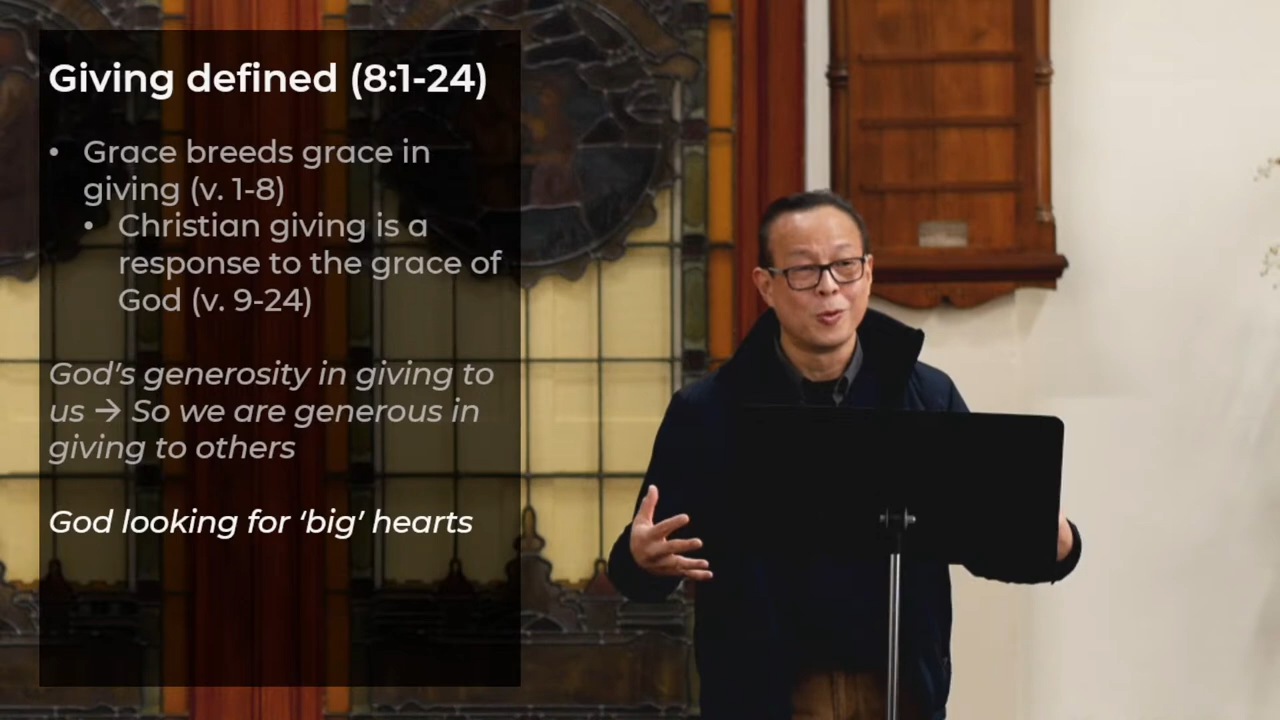 Giving defined (8:1-24)
• Grace breeds grace in
giving (v. 1-8)
• Christian giving is a
response to the grace of
God (v. 9-24)
God's generosity in giving to
us → So we are generous in
giving to others
God looking for ‘big’ hearts